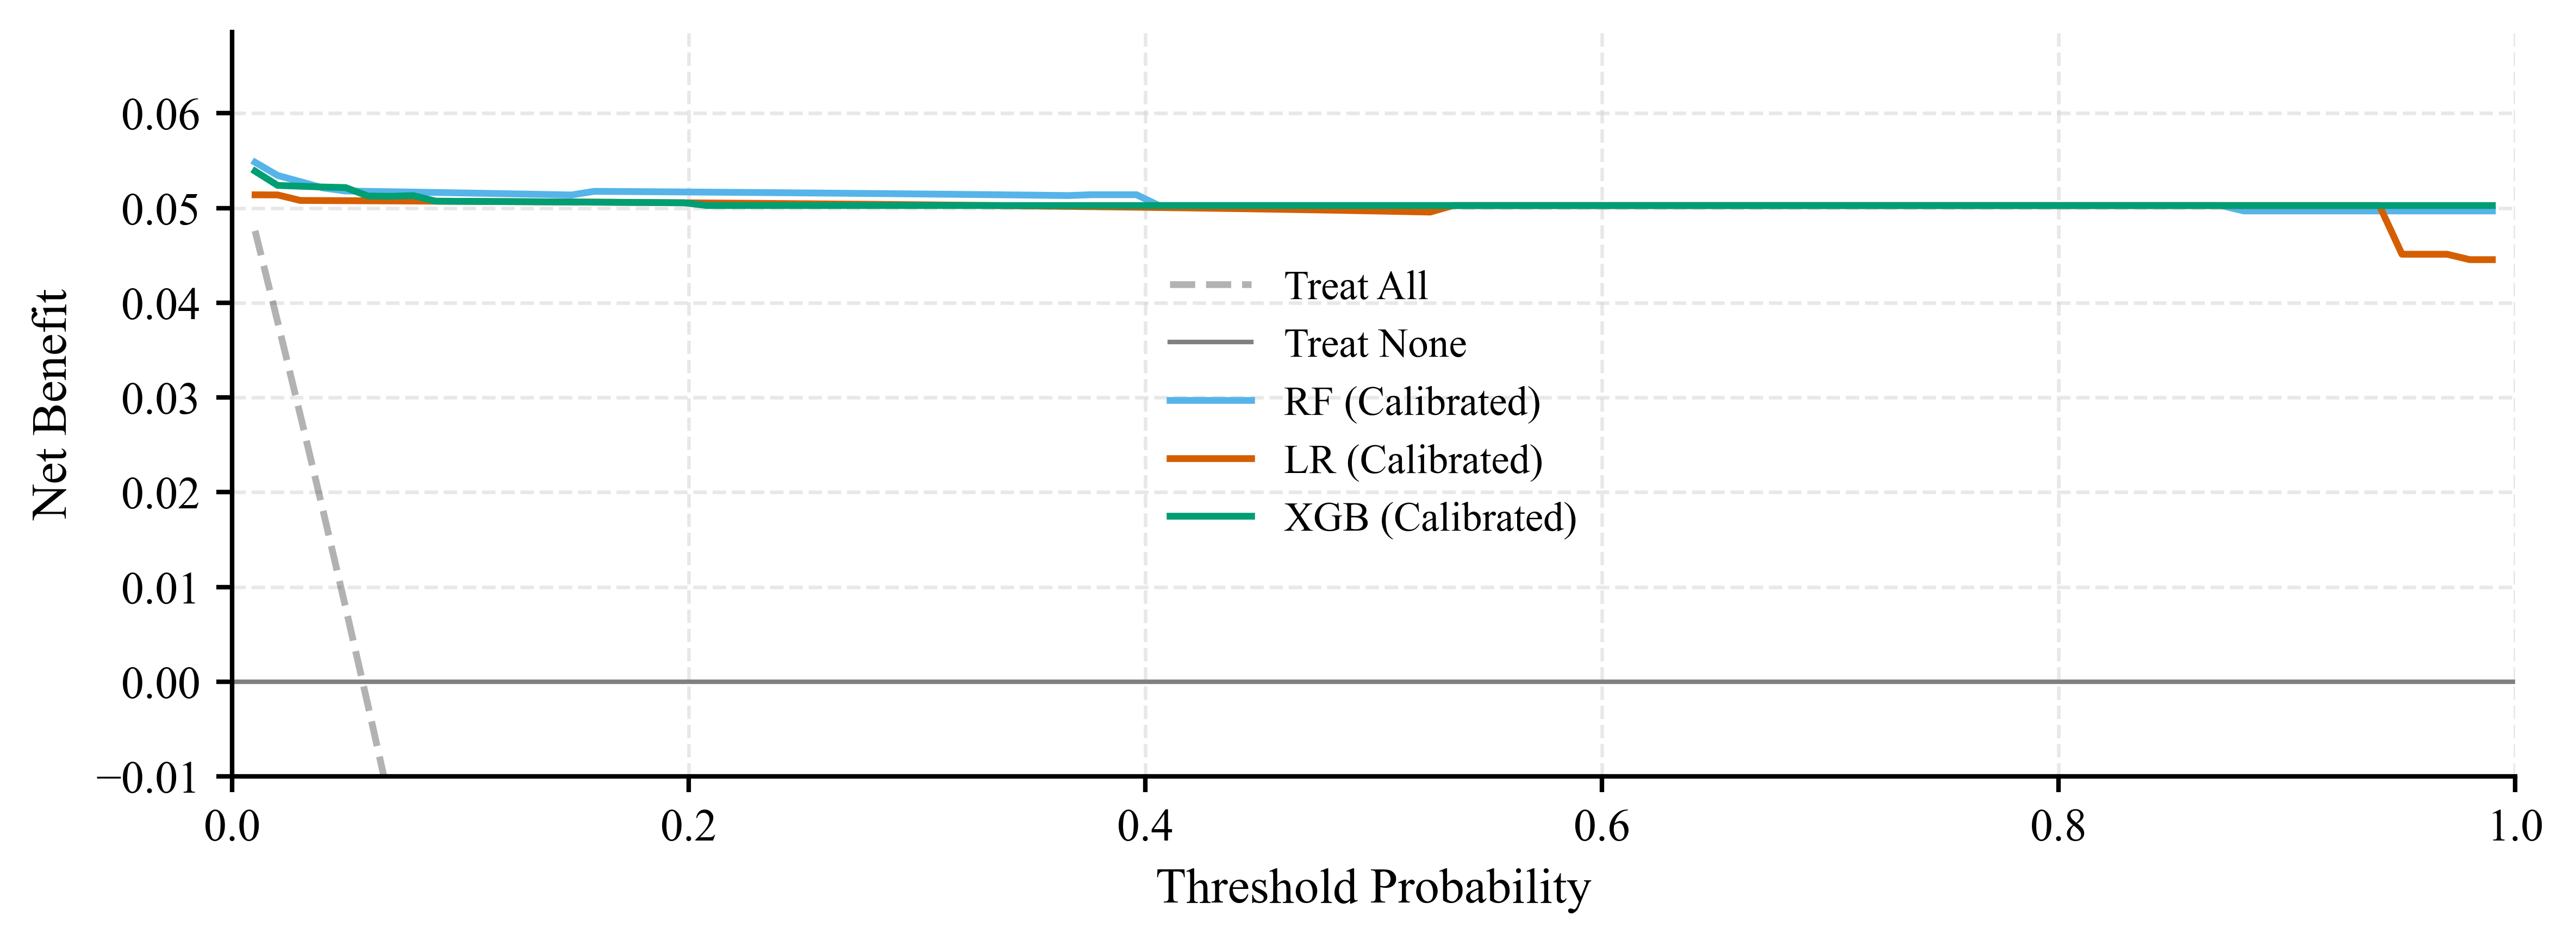 0.06
0.05
0.04
0.03
0.02
0.01
0.00
−0.01
Net Benefit
Treat All
Treat None
RF (Calibrated)
LR (Calibrated)
XGB (Calibrated)
0.0 0.2 0.4 0.6 0.8 1.0
Threshold Probability